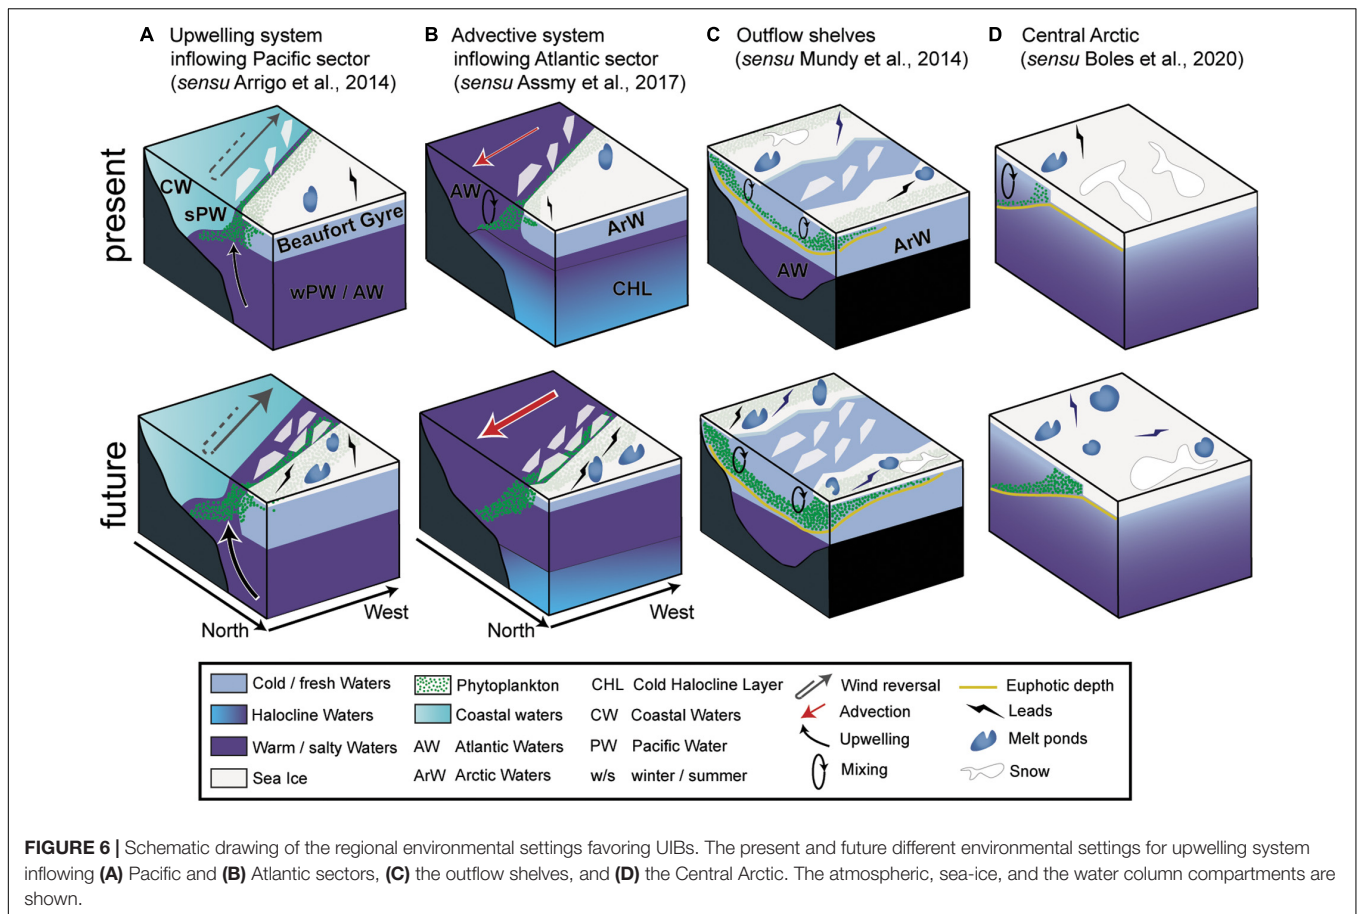 A Upwelling system
inflowing Pacific sector
(sensu Arrigo et al., 2014)
B Advective system
inflowing Atlantic sector
(sensu Assmy et al., 2017)
C Outflow shelves
(sensu Mundy et al., 2014)
D Central Arctic
(sensu Boles et al., 2020)
present
CW
sPW
Beaufort Gyre
wPW / AW
AW
ArW
CHL
AW
ArW
future
North
West
North
West
Cold / fresh Waters
Halocline Waters
Warm / salty Waters
Sea Ice
Phytoplankton
Coastal waters
AW Atlantic Waters
ArW Arctic Waters
CHL Cold Halocline Layer
CW Coastal Waters
PW Pacific Water
w/s winter / summer
Wind reversal
Advection
Upwelling
Mixing
Euphotic depth
Leads
Melt ponds
Snow
FIGURE 6 | Schematic drawing of the regional environmental settings favoring UIBs. The present and future different environmental settings for upwelling system
inflowing (A) Pacific and (B) Atlantic sectors, (C) the outflow shelves, and (D) the Central Arctic. The atmospheric, sea-ice, and the water column compartments are
shown.